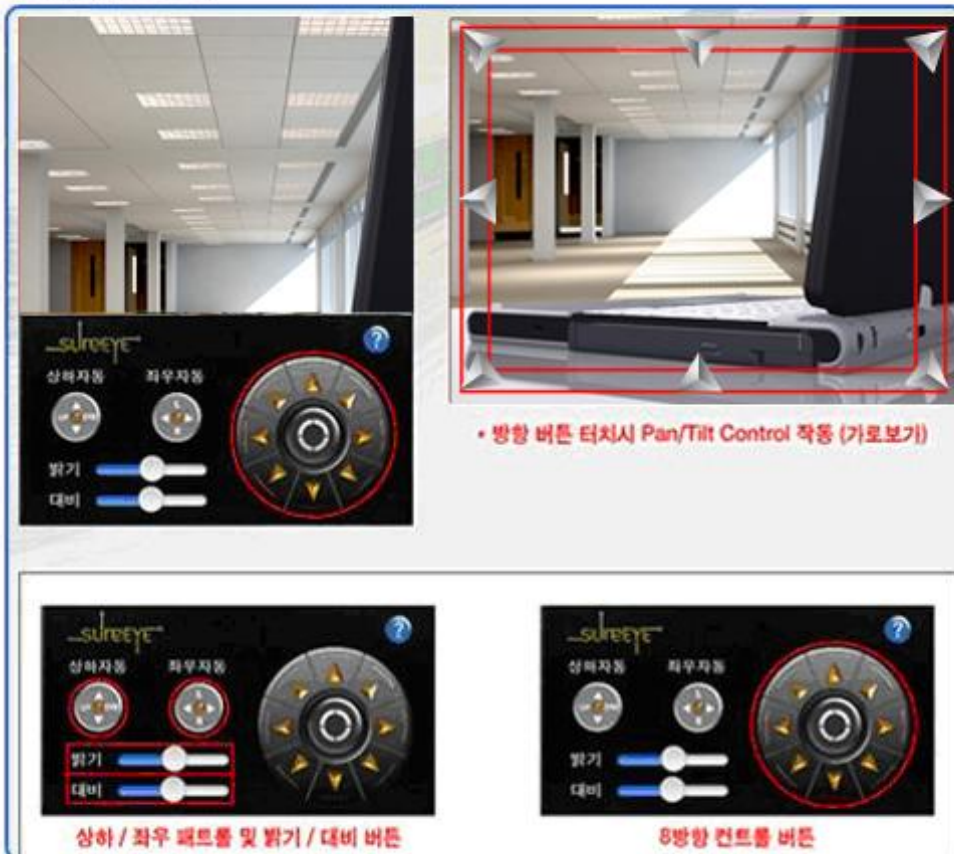 sureEYE
?
상하자동 좌우자동
밝기
대비
• 방향 버튼 터치시 Pan/Tilt Control 작동 (가로보기)
sureEYE
?
상하자동 좌우자동
밝기
대비
상하 / 좌우 패트롤 및 밝기 / 대비 버튼
sureEYE
?
상하자동 좌우자동
밝기
대비
8방향 컨트롤 버튼